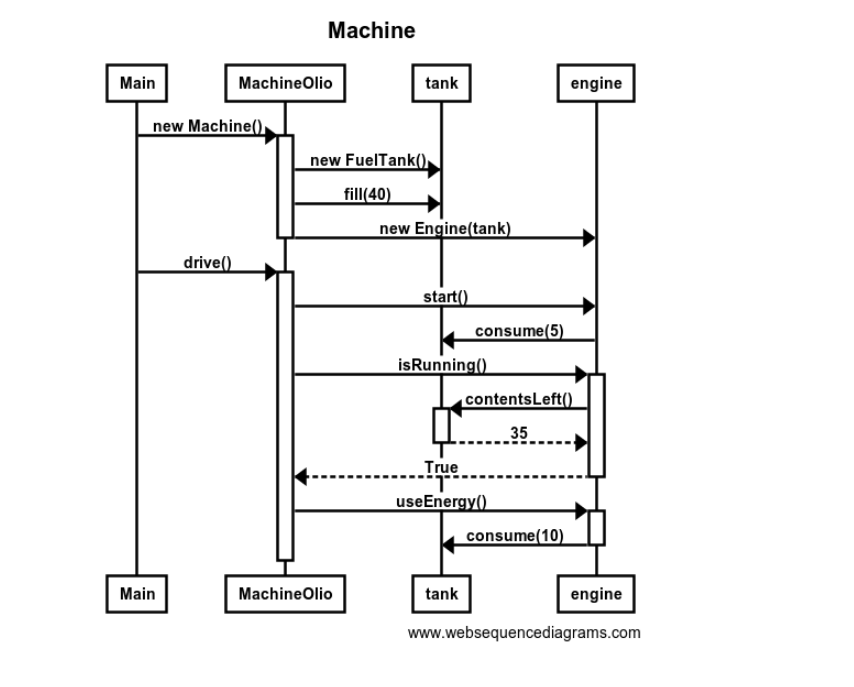 Machine
Main
MachineOlio
tank
engine
new Machine()
new FuelTank()
fill(40)
new Engine(tank)
drive()
start()
consume(5)
isRunning()
contentsLeft()
35
True
useEnergy()
consume(10)
Main
MachineOlio
tank
engine
www.websequencediagrams.com